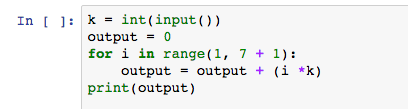 In [ ]: k = int(input())
output = 0
for i in range(1, 7 + 1):
    output = output + (i *k)
print(output)